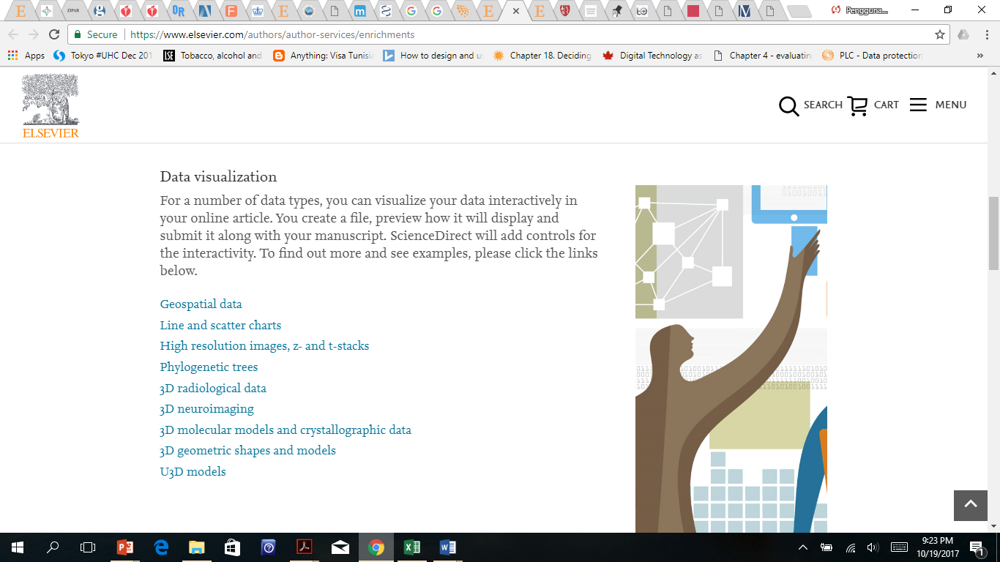 ZIPAR
Pengguna...
Secure
https://www.elsevier.com/authors/author-services/enrichments
Apps
Tokyo #UHC Dec 201
Tobacco, alcohol and
Anything: Visa Tunisia
How to design and u
Chapter 18. Deciding
Digital Technology as
Chapter 4 - evaluatin
PLC - Data protection
»
ELSEVIER
SEARCH
CART
MENU
Data visualization
For a number of data types, you can visualize your data interactively in
your online article. You create a file, preview how it will display and
submit it along with your manuscript. ScienceDirect will add controls for
the interactivity. To find out more and see examples, please click the links
below.
Geospatial data
Line and scatter charts
High resolution images, z- and t-stacks
Phylogenetic trees
3D radiological data
3D neuroimaging
3D molecular models and crystallographic data
3D geometric shapes and models
U3D models
9:23 PM
10/19/2017
1